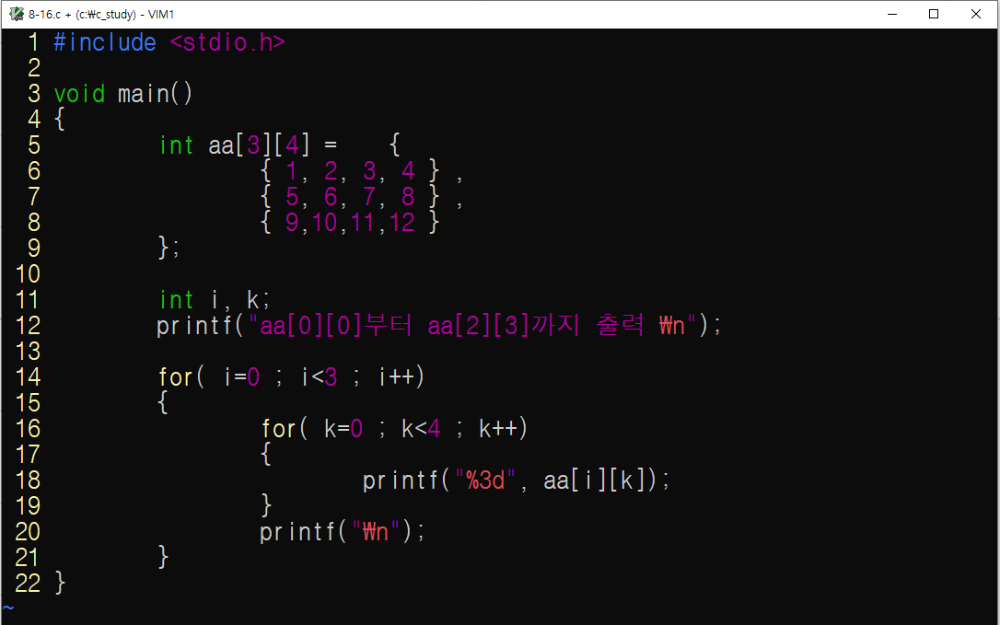 8-16.c + (c:₩c_study) - VIM1
1 #include <stdio.h>
2
3 void main()
4 {
5         int aa[3][4] =    {
6                 { 1, 2, 3, 4 } ,
7                 { 5, 6, 7, 8 } ,
8                 { 9,10,11,12 }
9         };
10
11         int i, k;
12         printf("aa[0][0]부터 aa[2][3]까지 출력 ₩n");
13
14         for( i=0 ; i<3 ; i++)
15         {
16                 for( k=0 ; k<4 ; k++)
17                 {
18                         printf("%3d", aa[i][k]);
19                 }
20                 printf("₩n");
21         }
22 }
~